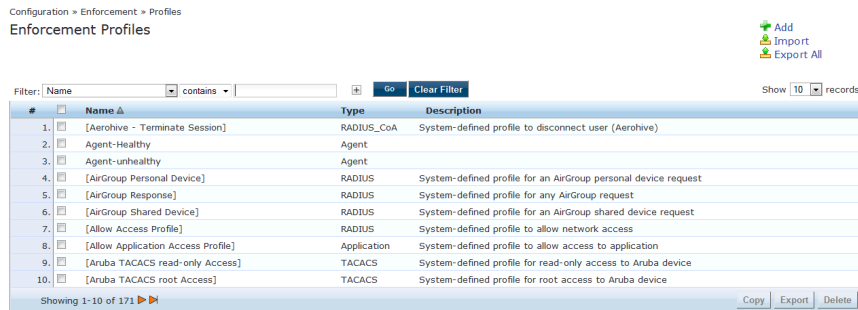 Configuration » Enforcement » Profiles
Enforcement Profiles
Add
Import
Export All
Filter: Name contains Go Clear Filter Show 10 records
# Name Type Description
1. [Aerohive - Terminate Session] RADIUS_CoA System-defined profile to disconnect user (Aerohive)
2. Agent-Healthy Agent
3. Agent-unhealthy Agent
4. [AirGroup Personal Device] RADIUS System-defined profile for an AirGroup personal device request
5. [AirGroup Response] RADIUS System-defined profile for any AirGroup request
6. [AirGroup Shared Device] RADIUS System-defined profile for an AirGroup shared device request
7. [Allow Access Profile] RADIUS System-defined profile to allow network access
8. [Allow Application Access Profile] Application System-defined profile to allow access to application
9. [Aruba TACACS read-only Access] TACACS System-defined profile for read-only access to Aruba device
10. [Aruba TACACS root Access] TACACS System-defined profile for root access to Aruba device
Showing 1-10 of 171 Copy Export Delete